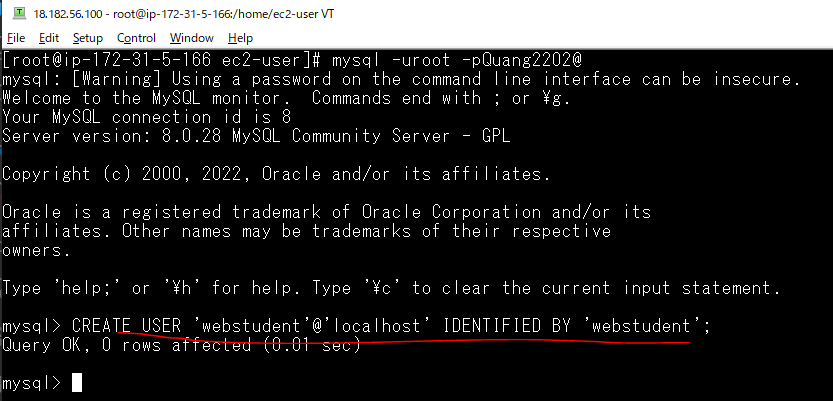 18.182.56.100 - root@ip-172-31-5-166:/home/ec2-user VT
File Edit Setup Control Window Help
[root@ip-172-31-5-166 ec2-user]# mysql -uroot -pQuang2202@
mysql: [Warning] Using a password on the command line interface can be insecure.
Welcome to the MySQL monitor.  Commands end with ; or ¥g.
Your MySQL connection id is 8
Server version: 8.0.28 MySQL Community Server - GPL
Copyright (c) 2000, 2022, Oracle and/or its affiliates.
Oracle is a registered trademark of Oracle Corporation and/or its
affiliates. Other names may be trademarks of their respective
owners.
Type 'help;' or '¥h' for help. Type '¥c' to clear the current input statement.
mysql> CREATE USER 'webstudent'@'localhost' IDENTIFIED BY 'webstudent';
Query OK, 0 rows affected (0.01 sec)
mysql>